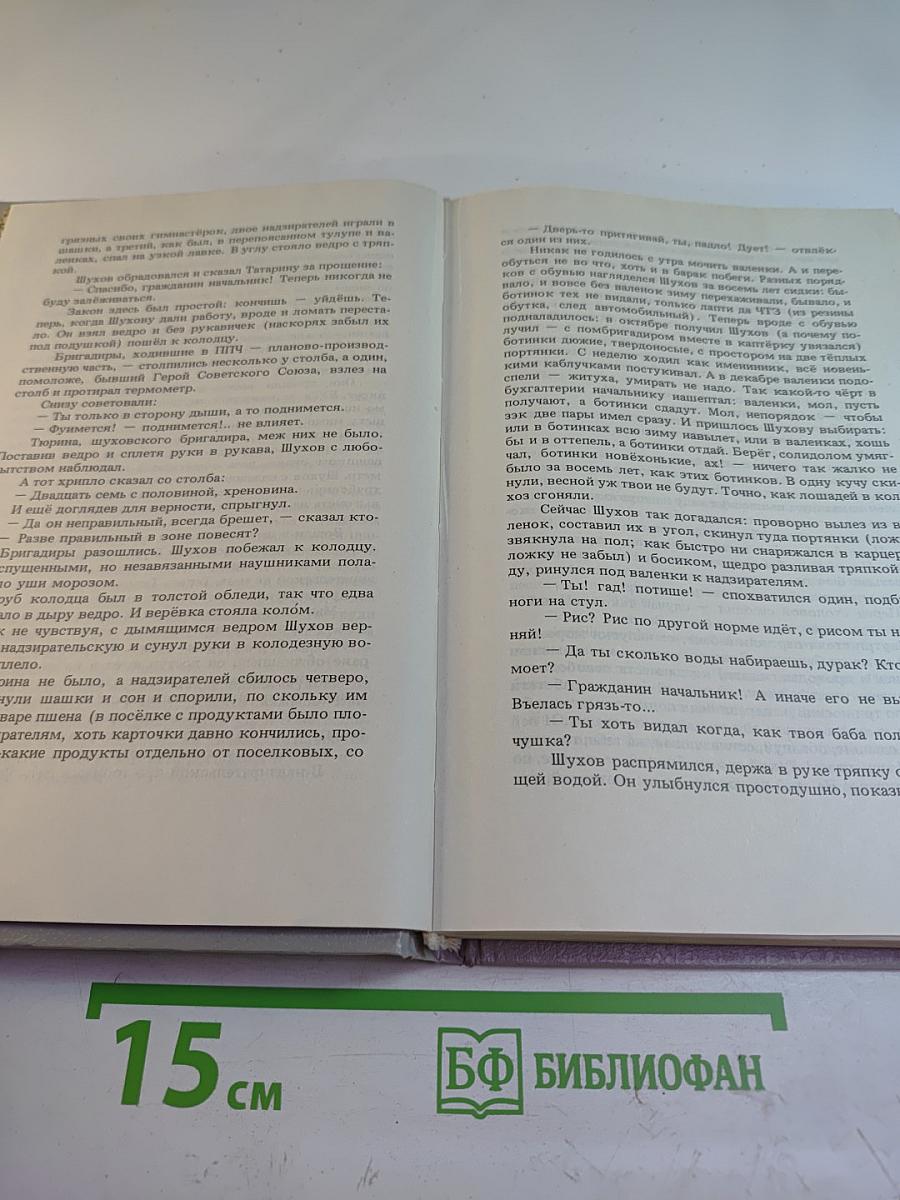 грязных своих гимнастёрок, двое надзирателей играли в
шашки, а третий, как был, в перепоясанном тулупе и ва-
ленках, спал на узкой лавке. В углу стояло ведро с тряп-
кой.
Шухов обрадовался и сказал Татарину за прощение:
— Спасибо, гражданин начальник! Теперь никогда не
буду залёживаться.
Закон здесь был простой: кончишь — уйдёшь. Те-
перь, когда Шухову дали работу, вроде и ломать переста-
ло. Он взял ведро и без рукавичек (наскорях забыл их
под подушкой) пошёл к колодцу.
Бригадиры, ходившие в ППЧ — планово-производ-
ственную часть, — столпились несколько у столба, а один,
помоложе, бывший Герой Советского Союза, взлез на
столб и протирал термометр.
Снизу советовали:
— Ты только в сторону дыши, а то поднимется.
— Фуимется! — поднимется!.. не влияет.
Тюрина, шуховского бригадира, меж них не было.
Поставив ведро и сплетя руки в рукава, Шухов с любо-
пытством наблюдал.
А тот хрипло сказал со столба:
— Двадцать семь с половиной, хреновина.
И ещё доглядев для верности, спрыгнул.
— Да он неправильный, всегда брешет, — сказал кто-
— Разве правильный в зоне повесят?
Бригадиры разошлись. Шухов побежал к колодцу.
спущенными, но незавязанными наушниками пола-
ло уши морозом.
руб колодца был в толстой обледи, так что едва
ало в дыру ведро. И верёвка стояла коло́м.
к не чувствуя, с дымящимся ведром Шухов вер-
надзирательскую и сунул руки в колодезную во-
плело.
рина не было, а надзирателей сбилось четверо,
нули шашки и сон и спорили, по скольку им
варе пшена (в посёлке с продуктами было пло-
рателям, хоть карточки давно кончились, про-
-какие продукты отдельно от поселковых, со
— Дверь-то притягивай, ты, падло! Дует! — отвлёк-
ся один из них.
Никак не годилось с утра мочить валенки. А и пере-
обуться не во что, хоть и в барак побеги. Разных поряд-
ков с обувью нагляделся Шухов за восемь лет сидки: бы-
вало, и вовсе без валенок зиму перехаживали, бывало, и
ботинок тех не видали, только лапти да ЧТЗ (из резины
обутка, след автомобильный). Теперь вроде с обувью
подналадилось: в октябре получил Шухов (а почему по-
лучил — с помбригадиром вместе в каптёрку увязался)
ботинки дюжие, твердоносые, с простором на две тёплых
портянки. С неделю ходил как именинник, всё новень-
кими каблучками постукивал. А в декабре валенки подо-
спели — житуха, умирать не надо. Так какой-то чёрт в
бухгалтерии начальнику нашептал: валенки, мол, пусть
получают, а ботинки сдадут. Мол, непорядок — чтобы
зэк две пары имел сразу. И пришлось Шухову выбирать:
или в ботинках всю зиму навылет, или в валенках, хошь
бы и в оттепель, а ботинки отдай. Берёг, солидолом умяг-
чал, ботинки новёхонькие, ах! — ничего так жалко не
было за восемь лет, как этих ботинков. В одну кучу ски-
нули, весной уж твои не будут. Точно, как лошадей в кол
хоз сгоняли.
Сейчас Шухов так догадался: проворно вылез из в
ленок, составил их в угол, скинул туда портянки (лож
звякнула на пол; как быстро ни снаряжался в карцер
ложку не забыл) и босиком, щедро разливая тряпкой
ду, ринулся под валенки к надзирателям.
— Ты! гад! потише! — спохватился один, подб
ноги на стул.
— Рис? Рис по другой норме идёт, с рисом ты н
няй!
— Да ты сколько воды набираешь, дурак? Кто
моет?
— Гражданин начальник! А иначе его не вы
Въелась грязь-то...
— Ты хоть видал когда, как твоя баба пол
чушка?
Шухов распрямился, держа в руке тряпку с
щей водой. Он улыбнулся простодушно, показы
15 см
БФ БИБЛИОФАН